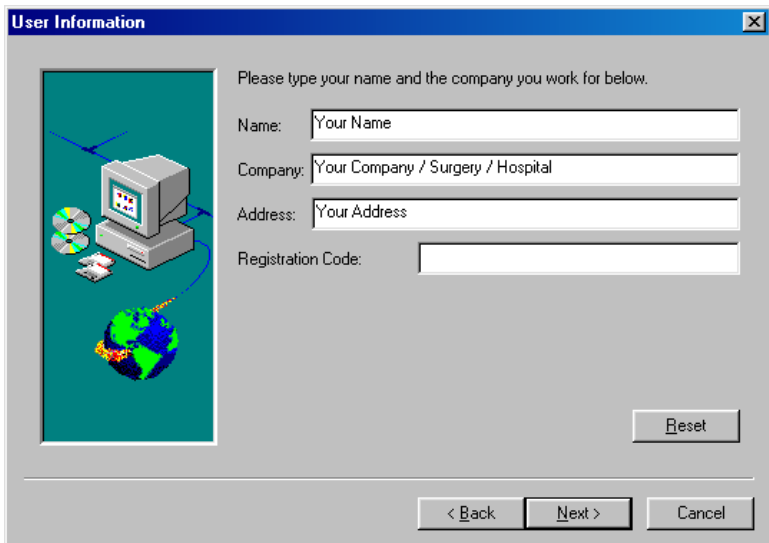 User Information
Please type your name and the company you work for below.
Name: Your Name
Company: Your Company / Surgery / Hospital
Address: Your Address
Registration Code:
Reset
< Back Next > Cancel